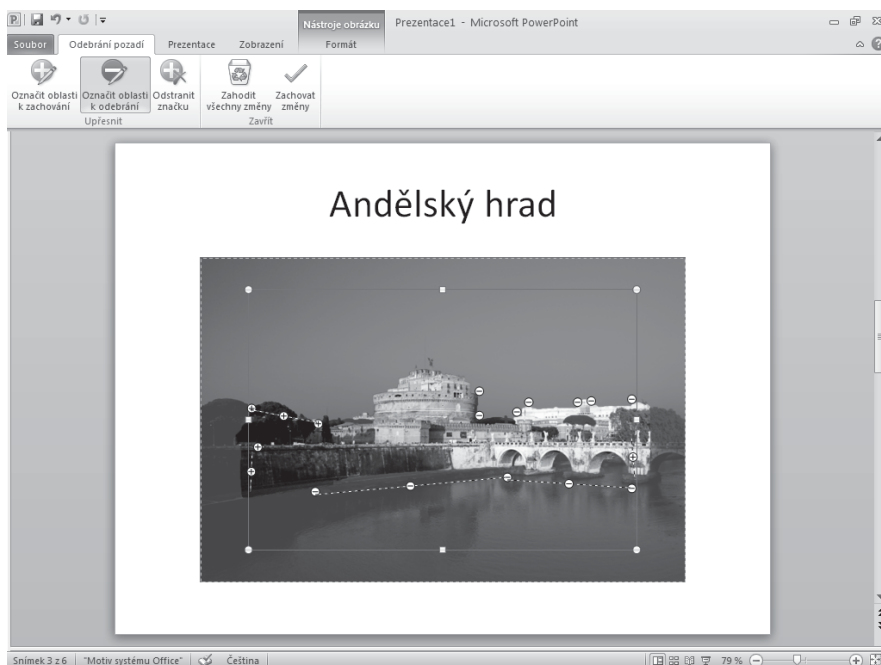 Nástroje obrázku
Prezentace1 - Microsoft PowerPoint
Soubor
Odebrání pozadí
Prezentace
Zobrazení
Formát
Označit oblasti
k zachování
Označit oblasti
k odebrání
Odstranit
značku
Zahodit
všechny změny
Zachovat
změny
Upřesnit
Zavřít
Andělský hrad
Snímek 3 z 6
"Motiv systému Office"
Čeština
79 %